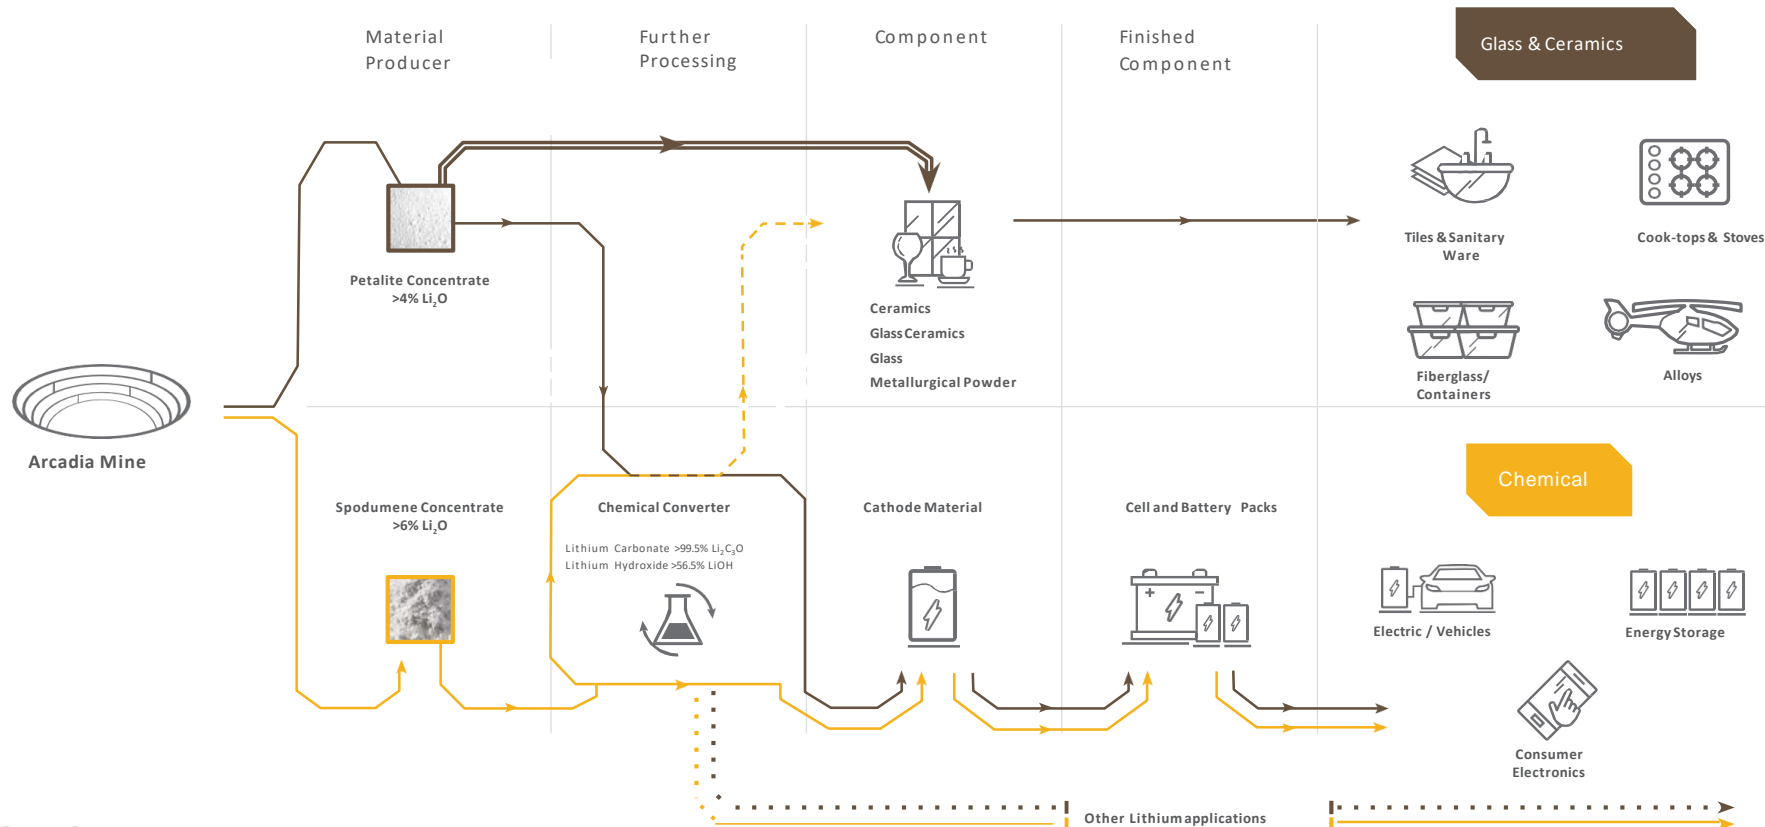 Material
Producer
Further
Processing
Component
Finished
Component
Glass & Ceramics
Petalite Concentrate
>4% Li₂O
Ceramics
Glass Ceramics
Glass
Metallurgical Powder
Tiles & Sanitary
Ware
Cook-tops & Stoves
Fiberglass/
Containers
Alloys
Arcadia Mine
Spodumene Concentrate
>6% Li₂O
Chemical Converter
Lithium Carbonate >99.5% Li₂C₃O
Lithium Hydroxide >56.5% LiOH
Cathode Material
Cell and Battery Packs
Chemical
Electric / Vehicles
Energy Storage
Consumer
Electronics
Other Lithium applications